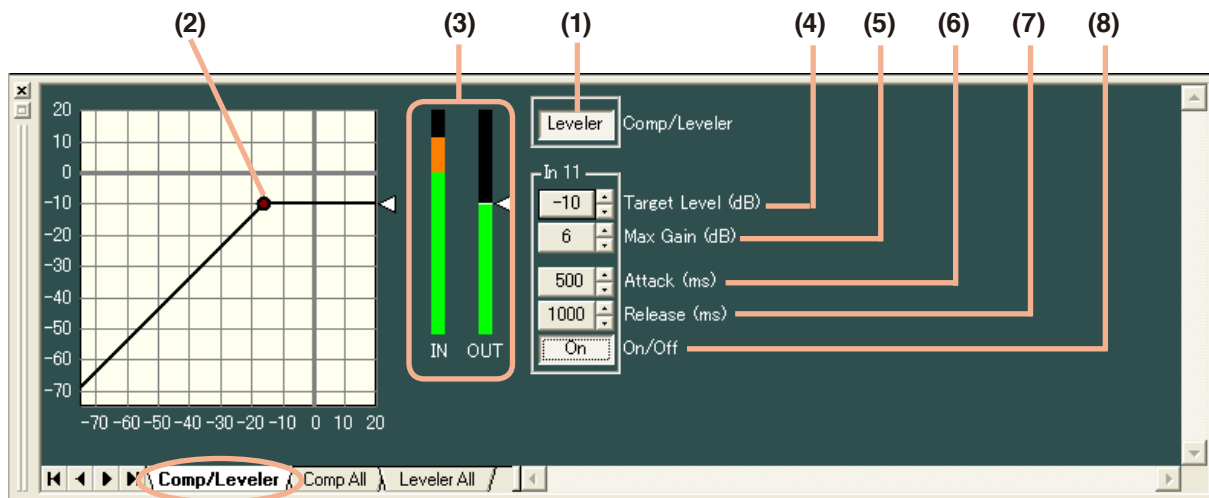 (2) (3) (1) (4) (5) (6) (7) (8)
20
10
0
-10
-20
-30
-40
-50
-60
-70
-70 -60 -50 -40 -30 -20 -10 0 10 20
IN OUT
Leveler Comp/Leveler
In 11
-10 Target Level (dB)
6 Max Gain (dB)
500 Attack (ms)
1000 Release (ms)
On On/Off
Comp/Leveler Comp All Leveler All